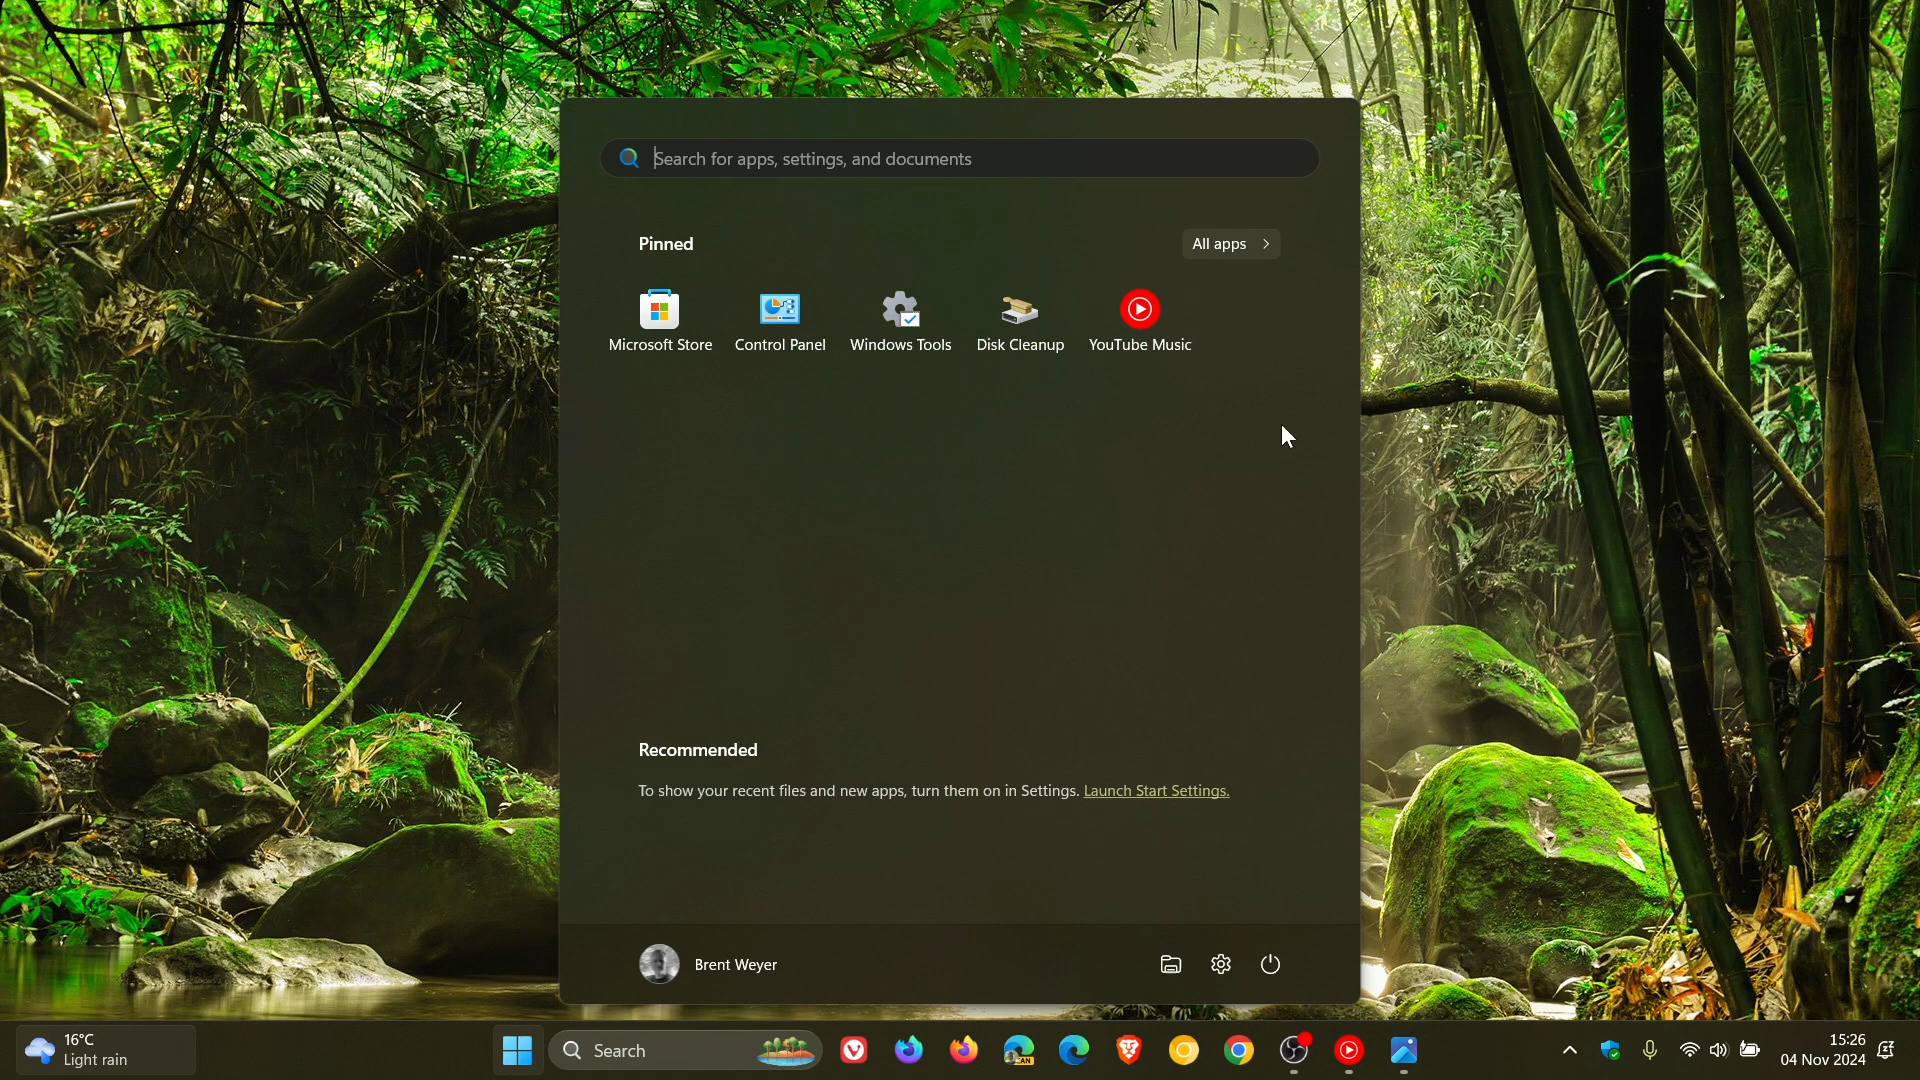 Search for apps, settings, and documents
Pinned
All apps
Microsoft Store
Control Panel
Windows Tools
Disk Cleanup
YouTube Music
Recommended
To show your recent files and new apps, turn them on in Settings. Launch Start Settings.
Brent Weyer
16°C
Light rain
Search
CAN
15:26
04 Nov 2024